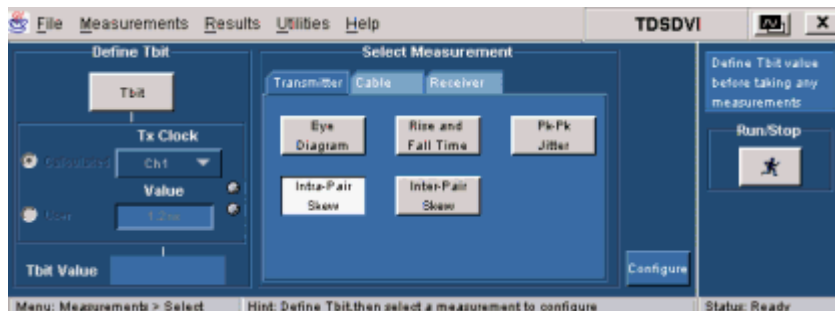 File Measurements Results Utilities Help TDSDVI X
Define Tbit
Tbit
Tx Clock
Calculated Ch1
Value
User 1.2ns
Tbit Value
Select Measurement
Transmitter Cable Receiver
Eye Diagram
Rise and Fall Time
Pk-Pk Jitter
Intra-Pair Skew
Inter-Pair Skew
Configure
Define Tbit value
before taking any
measurements
Run/Stop
Menu: Measurements > Select Hint: Define Tbit,then select a measurement to configure Status: Ready